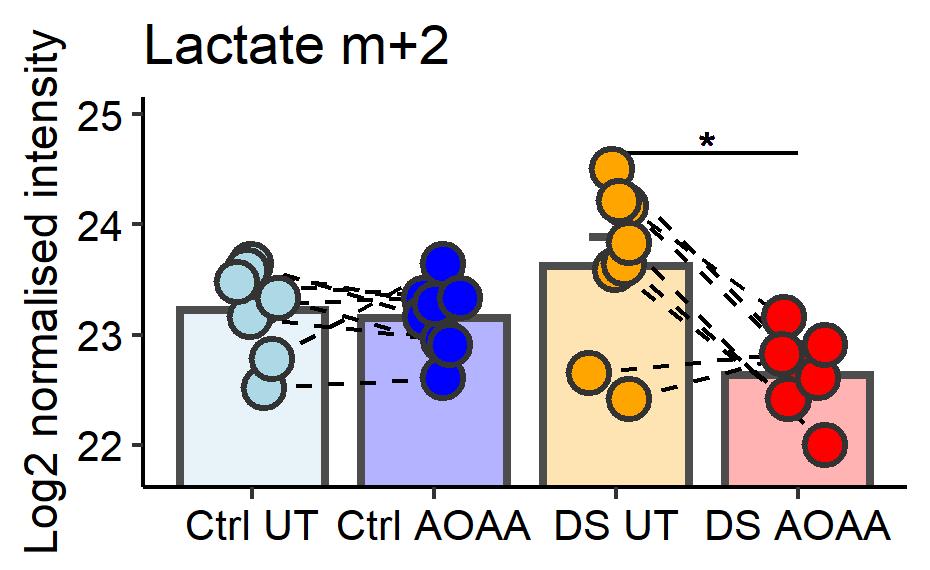 Lactate m+2
Log2 normalised intensity
25
24
23
22
*
Ctrl UT
Ctrl AOAA
DS UT
DS AOAA